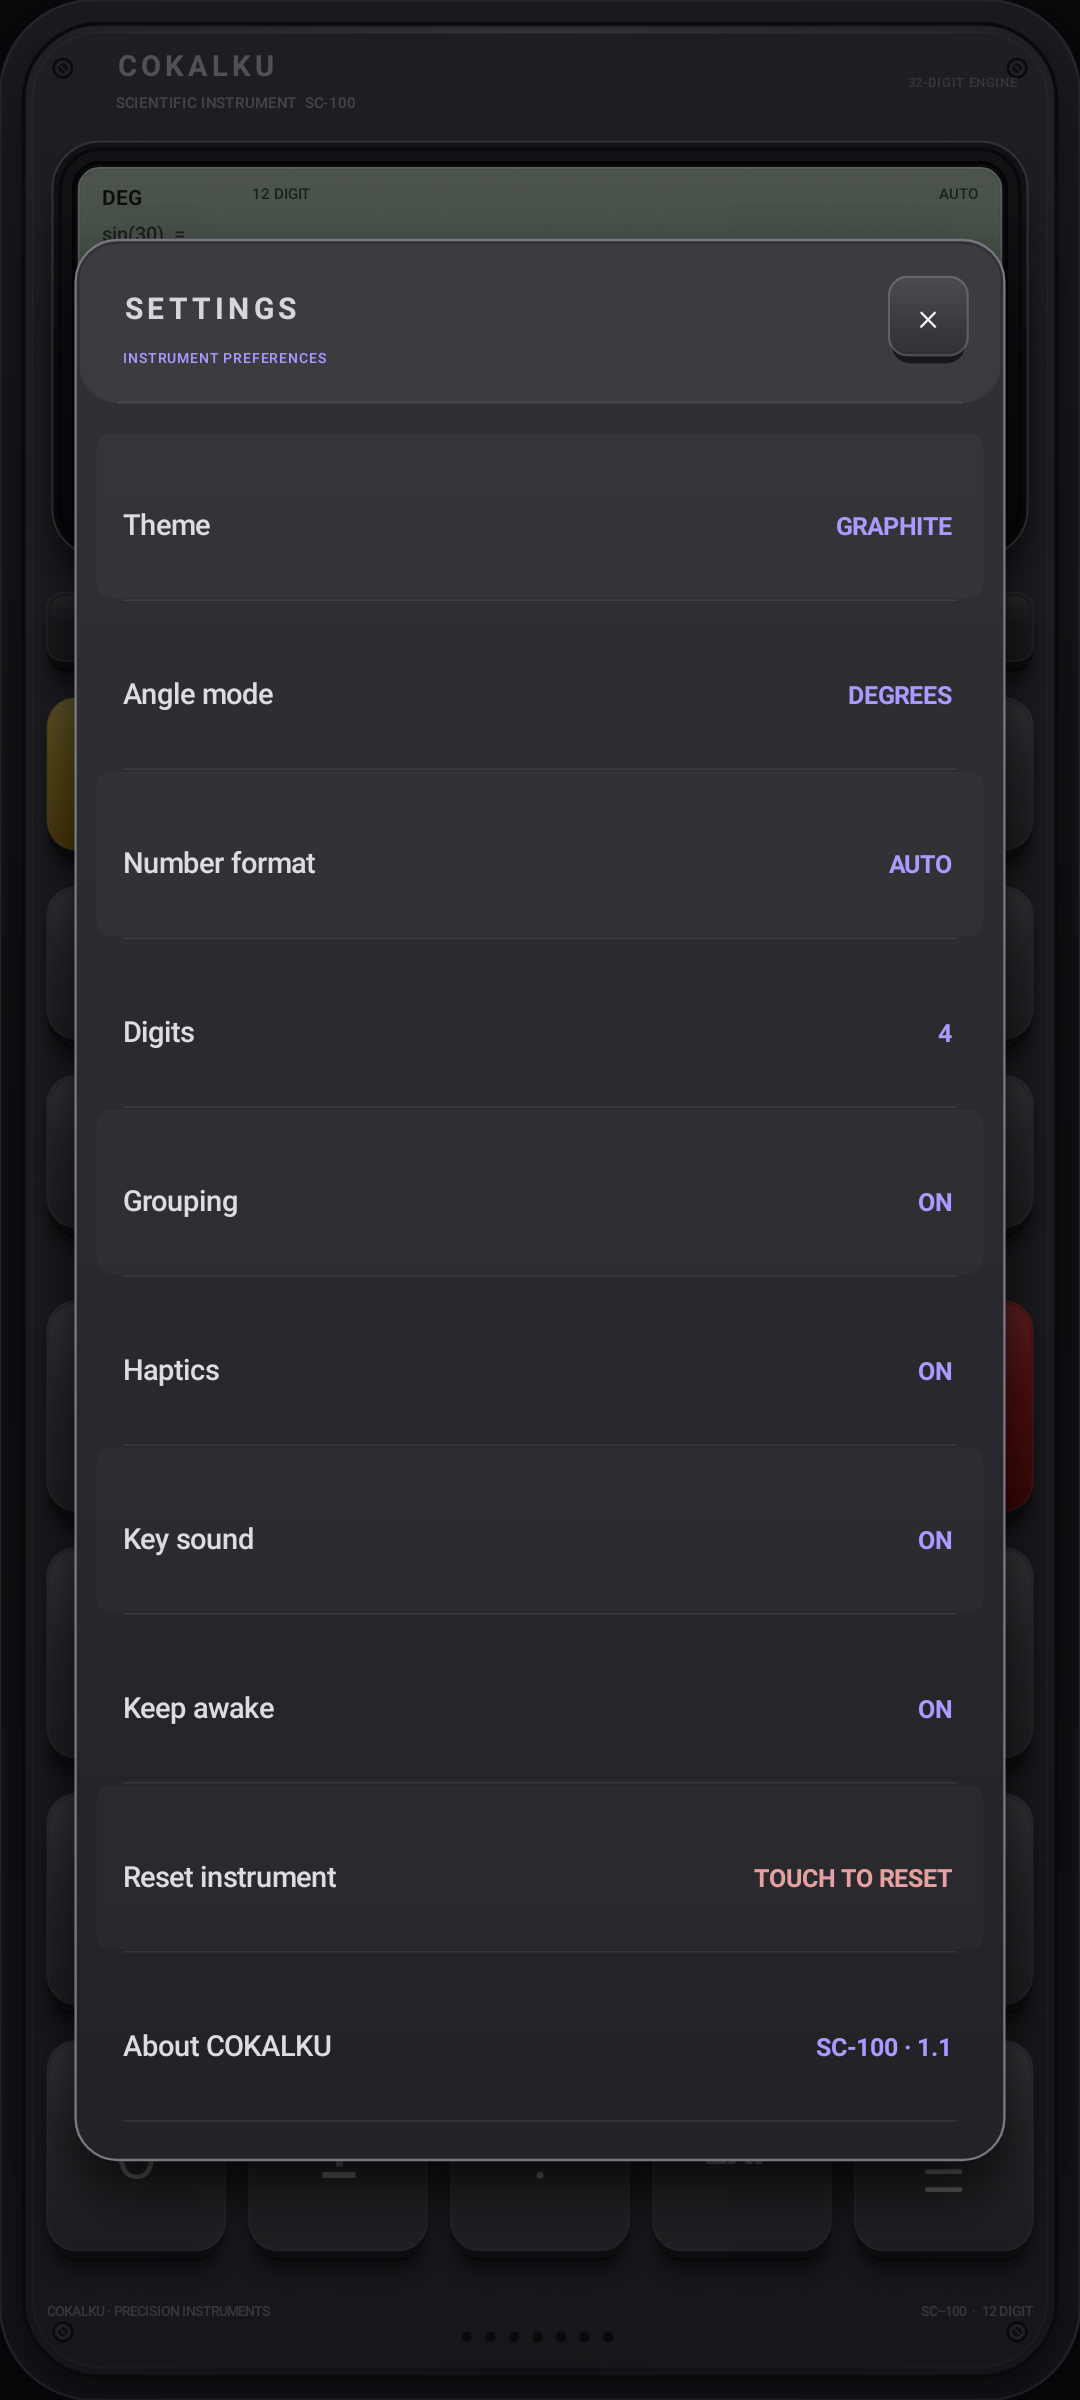 COKALKU
SCIENTIFIC INSTRUMENT SC-100
32-DIGIT ENGINE
DEG 12 DIGIT AUTO
sin(30) =
SETTINGS
×
INSTRUMENT PREFERENCES
Theme GRAPHITE
Angle mode DEGREES
Number format AUTO
Digits 4
Grouping ON
Haptics ON
Key sound ON
Keep awake ON
Reset instrument TOUCH TO RESET
About COKALKU SC-100 · 1.1
COKALKU · PRECISION INSTRUMENTS SC-100 · 12 DIGIT